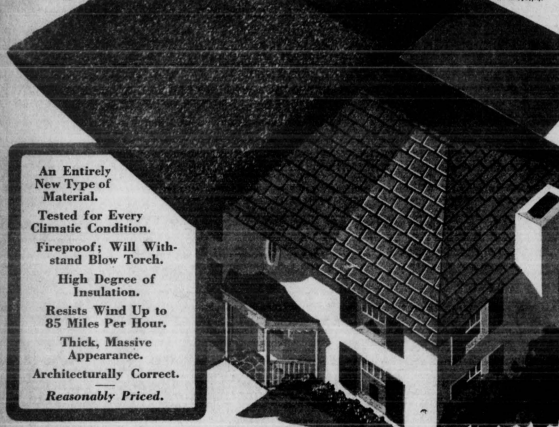 An Entirely
New Type of
Material.
Tested for Every
Climatic Condition.
Fireproof; Will With-
stand Blow Torch.
High Degree of
Insulation.
Resists Wind Up to
85 Miles Per Hour.
Thick, Massive
Appearance.
Architecturally Correct.
Reasonably Priced.